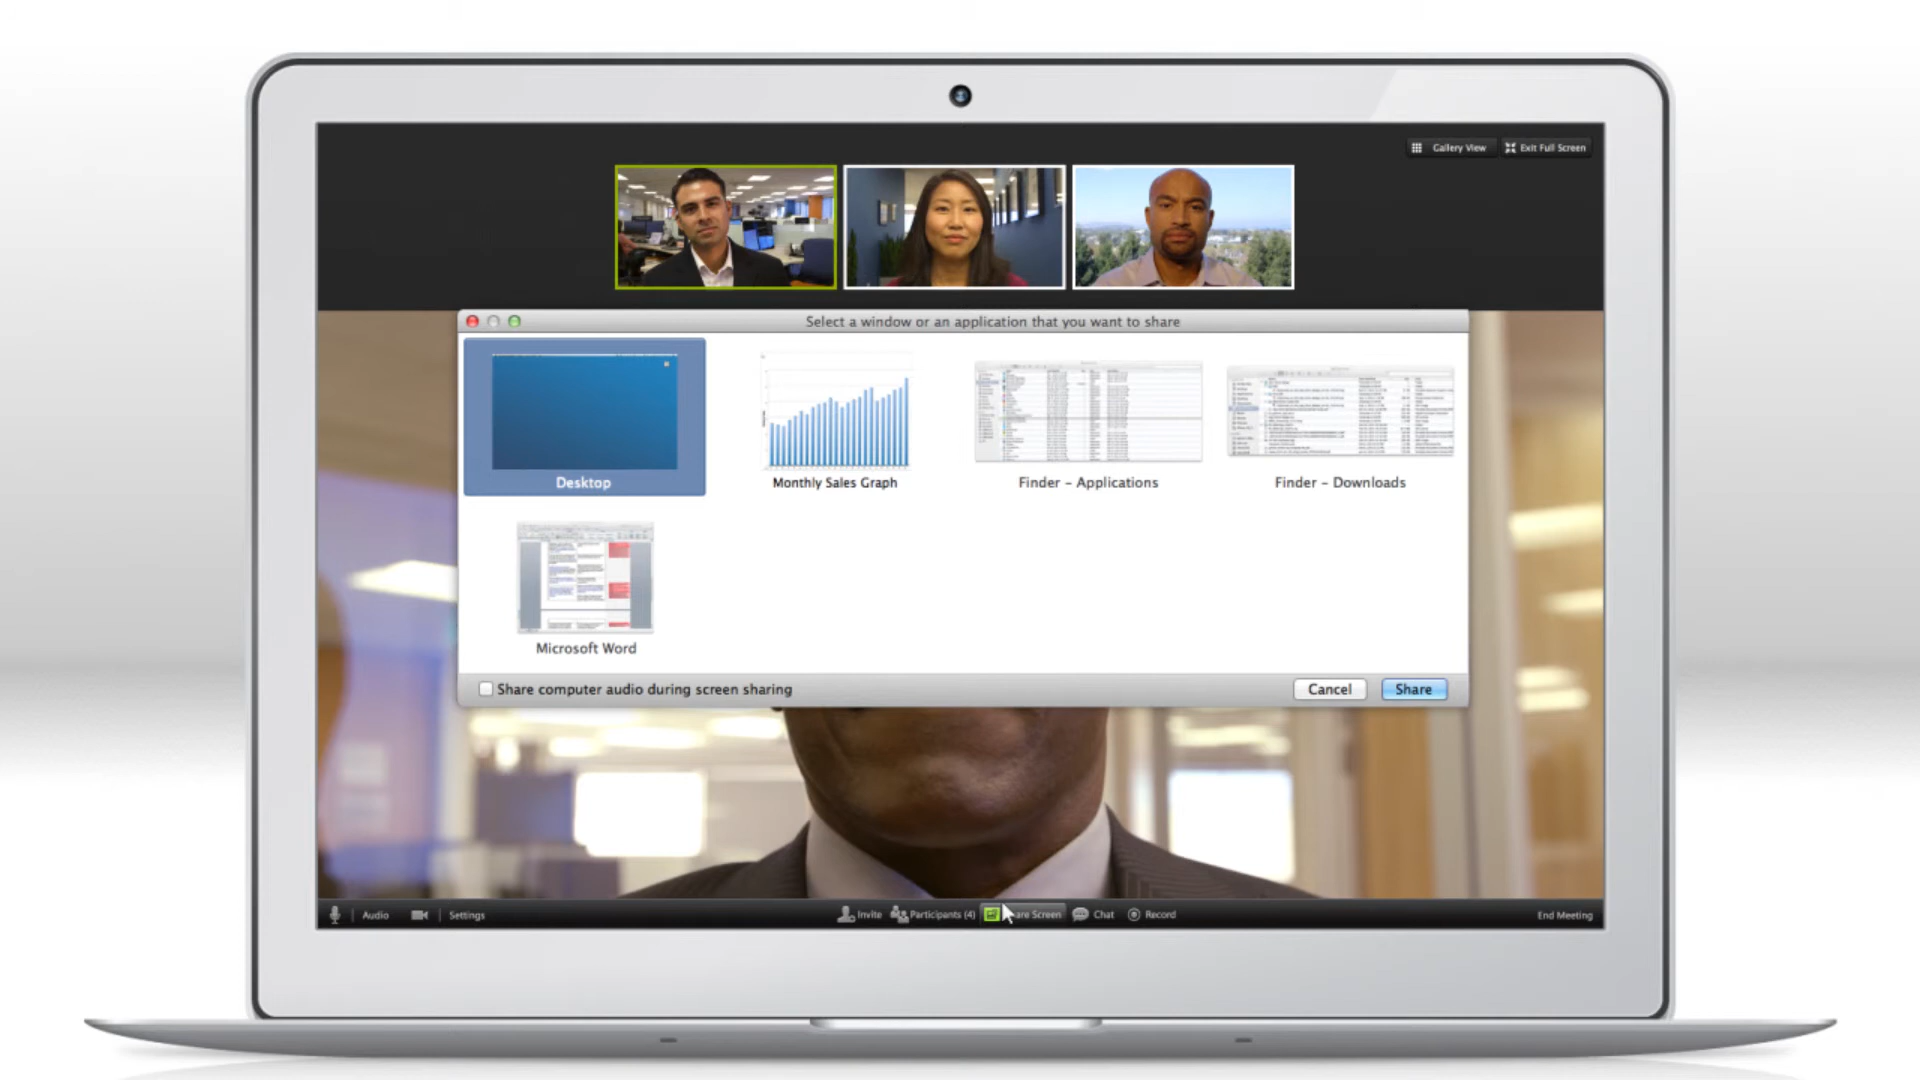 Gallery View
Exit Full Screen
Select a window or an application that you want to share
Desktop
Monthly Sales Graph
Finder – Applications
Finder – Downloads
Microsoft Word
Share computer audio during screen sharing
Cancel
Share
Audio
Settings
Invite
Participants (4)
are Screen
Chat
Record
End Meeting